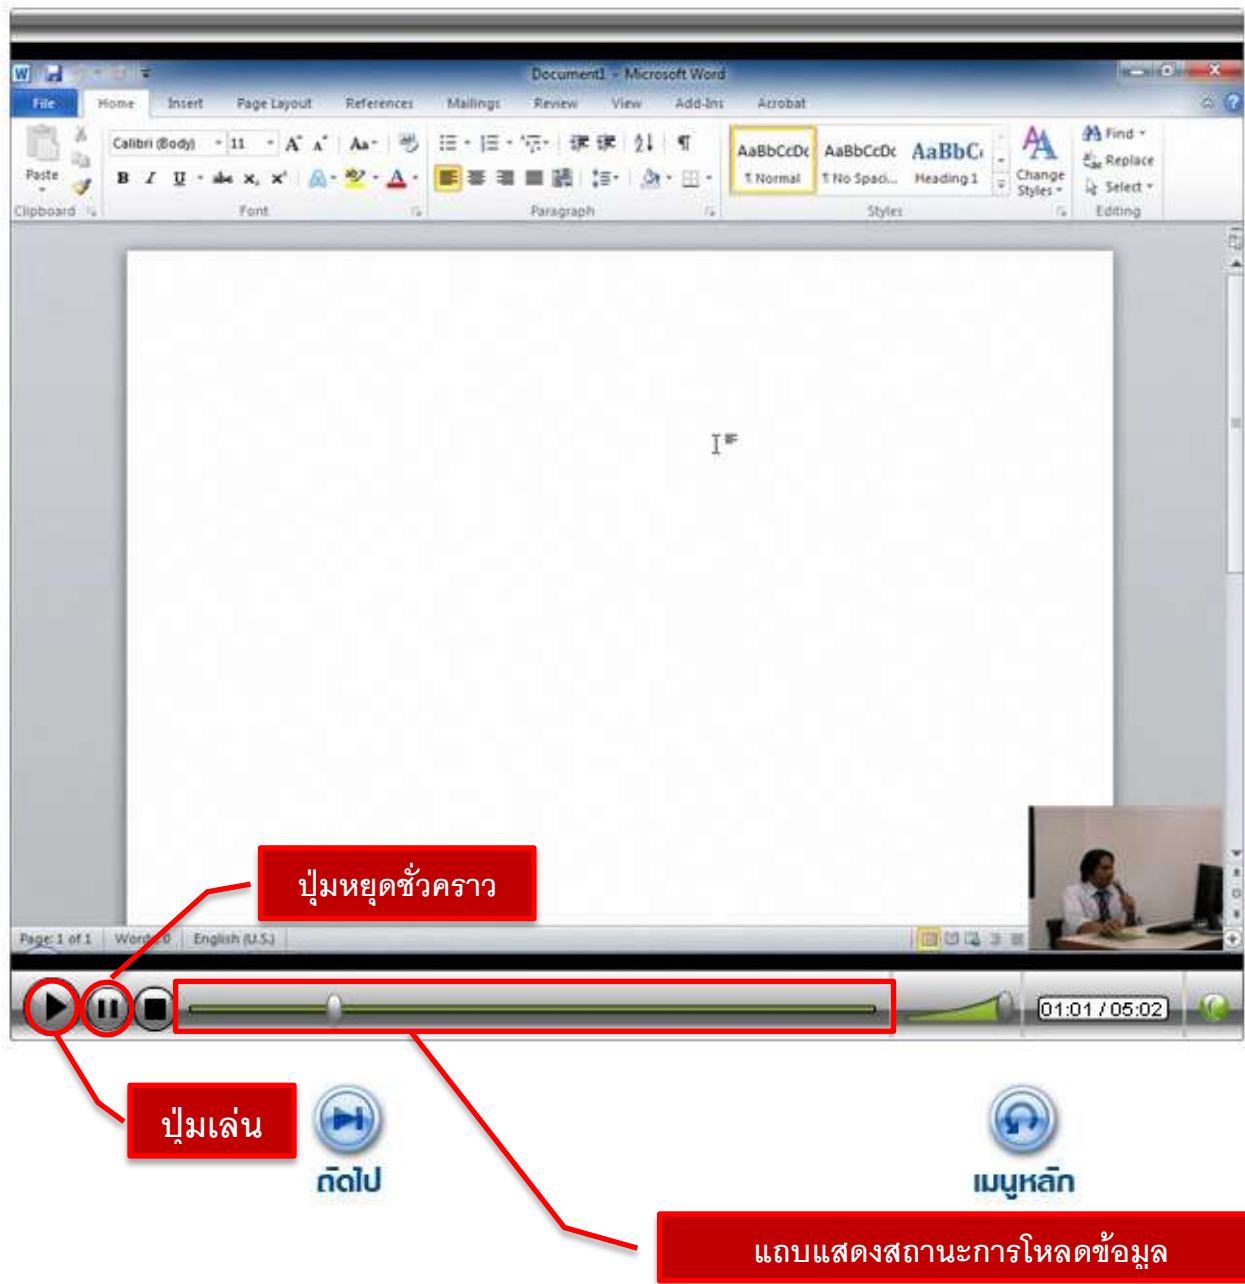 Document1 - Microsoft Word
File Home Insert Page Layout References Mailings Review View Add-Ins Acrobat
Calibri (Body) 11 A A Aa
Paste
B I U abc x, x' A A
AaBbCcDc AaBbCcDc AaBbC
¶ Normal ¶ No Spaci... Heading 1
Change Styles
Find
Replace
Select
Clipboard Font Paragraph Styles Editing
ปุ่มหยุดชั่วคราว
Page: 1 of 1 Words: 0 English (U.S.)
01:01 / 05:02
ปุ่มเล่น
ถัดไป
เมนูหลัก
แถบแสดงสถานะการโหลดข้อมูล